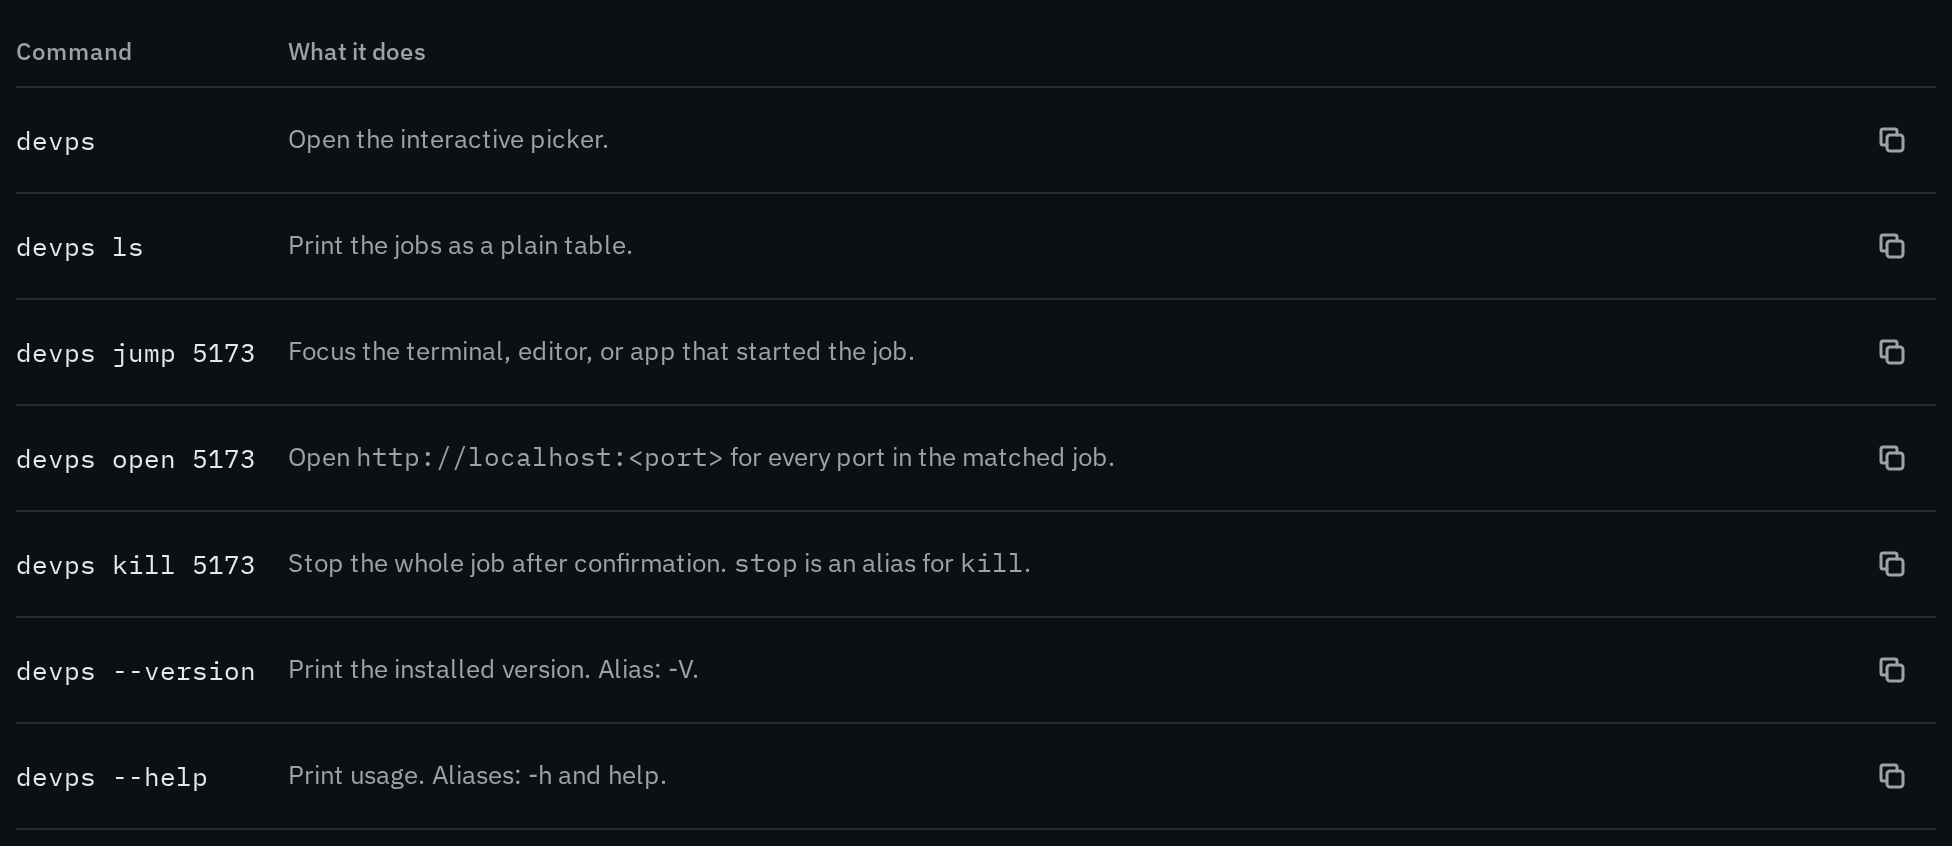 Command What it does
devps Open the interactive picker.
devps ls Print the jobs as a plain table.
devps jump 5173 Focus the terminal, editor, or app that started the job.
devps open 5173 Open http://localhost:<port> for every port in the matched job.
devps kill 5173 Stop the whole job after confirmation. stop is an alias for kill.
devps --version Print the installed version. Alias: -V.
devps --help Print usage. Aliases: -h and help.